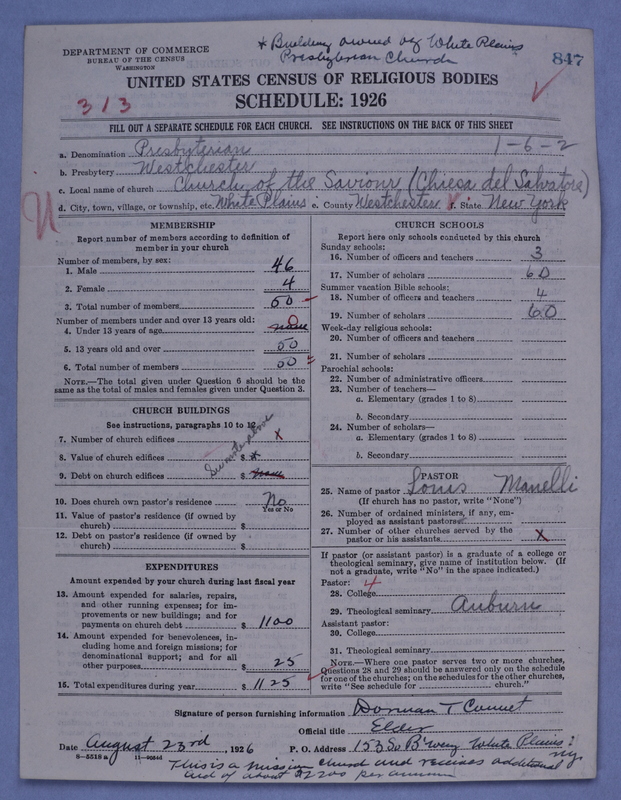 * Building owned by White Plains
Presbyterian Church
847
DEPARTMENT OF COMMERCE
BUREAU OF THE CENSUS
WASHINGTON
UNITED STATES CENSUS OF RELIGIOUS BODIES
313
SCHEDULE: 1926
FILL OUT A SEPARATE SCHEDULE FOR EACH CHURCH. SEE INSTRUCTIONS ON THE BACK OF THIS SHEET
1-6-2
a. Denomination Presbyterian
b. Presbytery Westchester
c. Local name of church Church of the Saviour (Chiesa del Salvatore)
d. City, town, village, or township, etc. White Plains e. County Westchester f. State New York
MEMBERSHIP
Report number of members according to definition of
member in your church
Number of members, by sex:
1. Male 46
2. Female 4
3. Total number of members 50
Number of members under and over 13 years old:
4. Under 13 years of age none 0
5. 13 years old and over 50
6. Total number of members 50
NOTE.—The total given under Question 6 should be the
same as the total of males and females given under Question 3.
CHURCH BUILDINGS
See instructions, paragraphs 10 to 12
7. Number of church edifices x
8. Value of church edifices $ *
See note above
9. Debt on church edifices $ none
10. Does church own pastor's residence No
Yes or No
11. Value of pastor's residence (if owned by
church) $
12. Debt on pastor's residence (if owned by
church) $
EXPENDITURES
Amount expended by your church during last fiscal year
13. Amount expended for salaries, repairs,
and other running expenses; for im-
provements or new buildings; and for
payments on church debt $ 1100
14. Amount expended for benevolences, in-
cluding home and foreign missions; for
denominational support; and for all
other purposes $ 25
15. Total expenditures during year $ 1125
CHURCH SCHOOLS
Report here only schools conducted by this church
Sunday schools:
16. Number of officers and teachers 3
17. Number of scholars 60
Summer vacation Bible schools:
18. Number of officers and teachers 4
19. Number of scholars 60
Week-day religious schools:
20. Number of officers and teachers
21. Number of scholars
Parochial schools:
22. Number of administrative officers
23. Number of teachers—
a. Elementary (grades 1 to 8)
b. Secondary
24. Number of scholars—
a. Elementary (grades 1 to 8)
b. Secondary
PASTOR
25. Name of pastor Louis Manelli
(If church has no pastor, write "None")
26. Number of ordained ministers, if any, em-
ployed as assistant pastors
27. Number of other churches served by the
pastor or his assistants x
If pastor (or assistant pastor) is a graduate of a college or
theological seminary, give name of institution below. (If
not a graduate, write "No" in the space indicated.)
Pastor: 4
28. College
29. Theological seminary Auburn
Assistant pastor:
30. College
31. Theological seminary
NOTE.—Where one pastor serves two or more churches,
Questions 28 and 29 should be answered only on the schedule
for one of the churches; on the schedules for the other churches,
write "See schedule for church."
Signature of person furnishing information Dorman T
Official title Elder
Date August 23rd, 1926 P. O. Address 153 So B'way White Plains N.Y.
8—5518 a
This is a mission church and receives additional
aid of about $2200 per annum